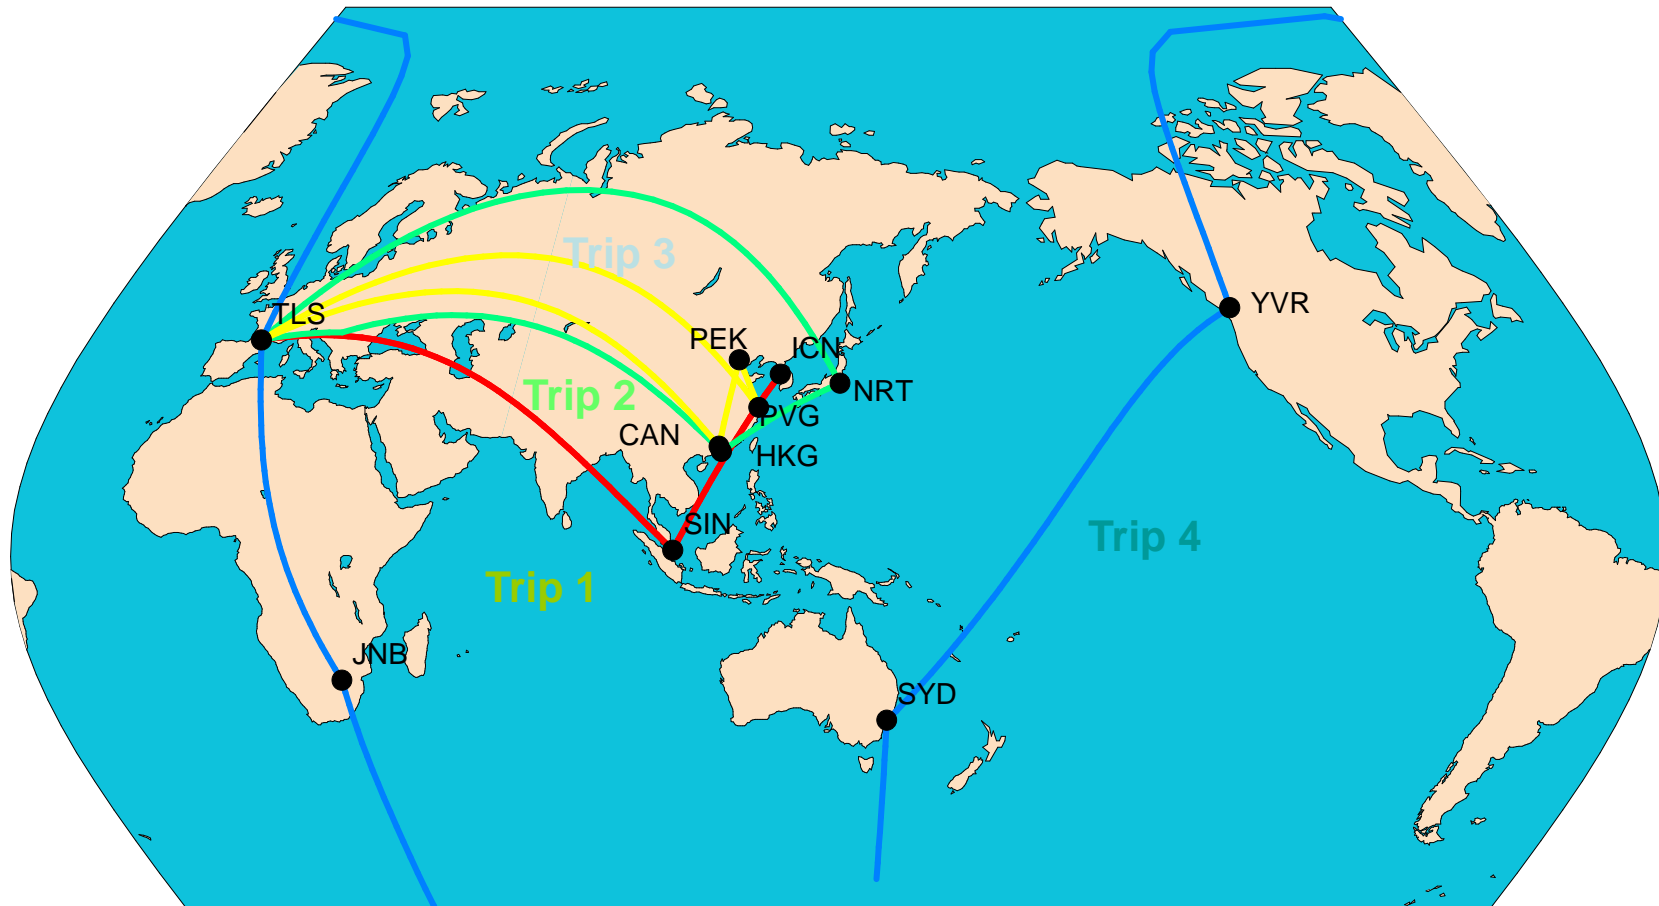 Trip 3
TLS
YVR
PEK
ICN
NRT
Trip 2
PVG
CAN
HKG
SIN
Trip 4
Trip 1
JNB
SYD